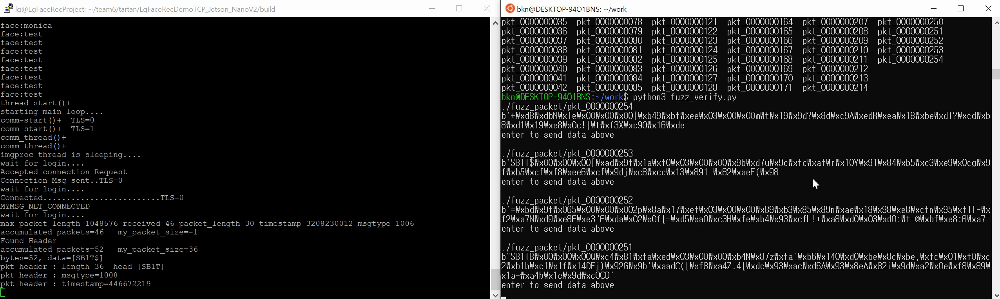 lg@LgFaceRecProject: ~/team6/tartan/LgFaceRecDemoTCP_Jetson_NanoV2/build
face:monica
face:test
face:test
face:test
face:test
face:test
face:test
face:test
face:test
thread_start()+
starting main loop....
comm-start()+  TLS=0
comm-start()+  TLS=1
comm_thread()+
comm_thread()+
imgproc thread is sleeping....
wait for login....
Accepted connection Request
Connection Msg sent..TLS=0
wait for login....
Connected.........................TLS=0
MYMSG_NET_CONNECTED
wait for login....
max packet length=1048576 received=46 packet_length=30 timestamp=3208230012 msgtype=1006
accumulated packets=46   my_packet_size=-1
Found Header
accumulated packets=52   my_packet_size=36
bytes=52, data=[SB1T$]
pkt header : length=36  head=[SB1T]
pkt header : msgtype=1008
pkt header : timestamp=446672219
bkn@DESKTOP-94O1BNS: ~/work
pkt_0000000035  pkt_0000000078  pkt_0000000121  pkt_0000000164  pkt_0000000207  pkt_0000000250
pkt_0000000036  pkt_0000000079  pkt_0000000122  pkt_0000000165  pkt_0000000208  pkt_0000000251
pkt_0000000037  pkt_0000000080  pkt_0000000123  pkt_0000000166  pkt_0000000209  pkt_0000000252
pkt_0000000038  pkt_0000000081  pkt_0000000124  pkt_0000000167  pkt_0000000210  pkt_0000000253
pkt_0000000039  pkt_0000000082  pkt_0000000125  pkt_0000000168  pkt_0000000211  pkt_0000000254
pkt_0000000040  pkt_0000000083  pkt_0000000126  pkt_0000000169  pkt_0000000212
pkt_0000000041  pkt_0000000084  pkt_0000000127  pkt_0000000170  pkt_0000000213
pkt_0000000042  pkt_0000000085  pkt_0000000128  pkt_0000000171  pkt_0000000214
bkn@DESKTOP-94O1BNS:~/work$ python3 fuzz_verify.py
./fuzz_packet/pkt_0000000254
b'+₩xd8₩xdbN₩x1e₩x00₩x00₩x00|₩xb49₩xbf₩xee₩x03₩x00₩x00m₩t₩x19₩x9d?₩x8d₩xc9A₩xedR₩xea₩x18₩xbe₩xd1?₩xcd₩xb
8₩xd1₩x19₩xe8₩x0c!{₩t₩xf3X₩xc90₩x16₩xde'
enter to send data above
./fuzz_packet/pkt_0000000253
b'SB1T$₩x00₩x00₩x00[₩xad₩x9f₩x1a₩xf0₩x03₩x00₩x00₩x9b₩xd7u₩x9c₩xfc₩xaf₩r₩x10Y₩x91₩x84₩xb5₩xc3₩xe9₩x0cg₩x9
f₩xb5₩xcf₩xf8₩xee6₩xcf₩x9dj₩xc8₩xcc₩x13₩x891 ₩x82₩xaeF(₩x98'
enter to send data above
./fuzz_packet/pkt_0000000252
b'=₩xbd₩x9f₩x065₩x00₩x00₩x002p₩x8a₩x17₩xef₩x03₩x00₩x00₩x89₩xb3₩x85₩x89n₩xae₩x18₩x98₩xe8₩xcfn₩x95₩xf1l-₩x
f2₩xa7N₩xd9₩xe8F₩xe3"F₩xda₩x02₩x0f[=₩xd5₩xa0₩xc3H₩xfe₩xb4₩x93₩xcfL!+₩xa8₩xd0₩x03₩xd0:₩t-@₩xbf₩xe8:R₩xa7'
enter to send data above
./fuzz_packet/pkt_0000000251
b"SB1TB₩x00₩x00₩x00Q₩xc4₩x81₩xfa₩xed₩x03₩x00₩x00₩xb4N₩x87z₩xfa'₩xb6₩x140₩xd0₩xbe₩x8c₩xbe,₩xfc₩x01₩xf0₩xc
2₩xb1b₩xc1₩x1f₩x14DEj)₩x92G₩x9b'₩xaadC({₩xf8₩xa4Z.4[₩xdc₩x93₩xac₩xd6A₩x93₩x8eA₩x82i₩x9d₩xa2₩x0e₩xf8₩x89₩
x1a-₩xa4b₩x1e₩x9d₩xc0CD"
enter to send data above